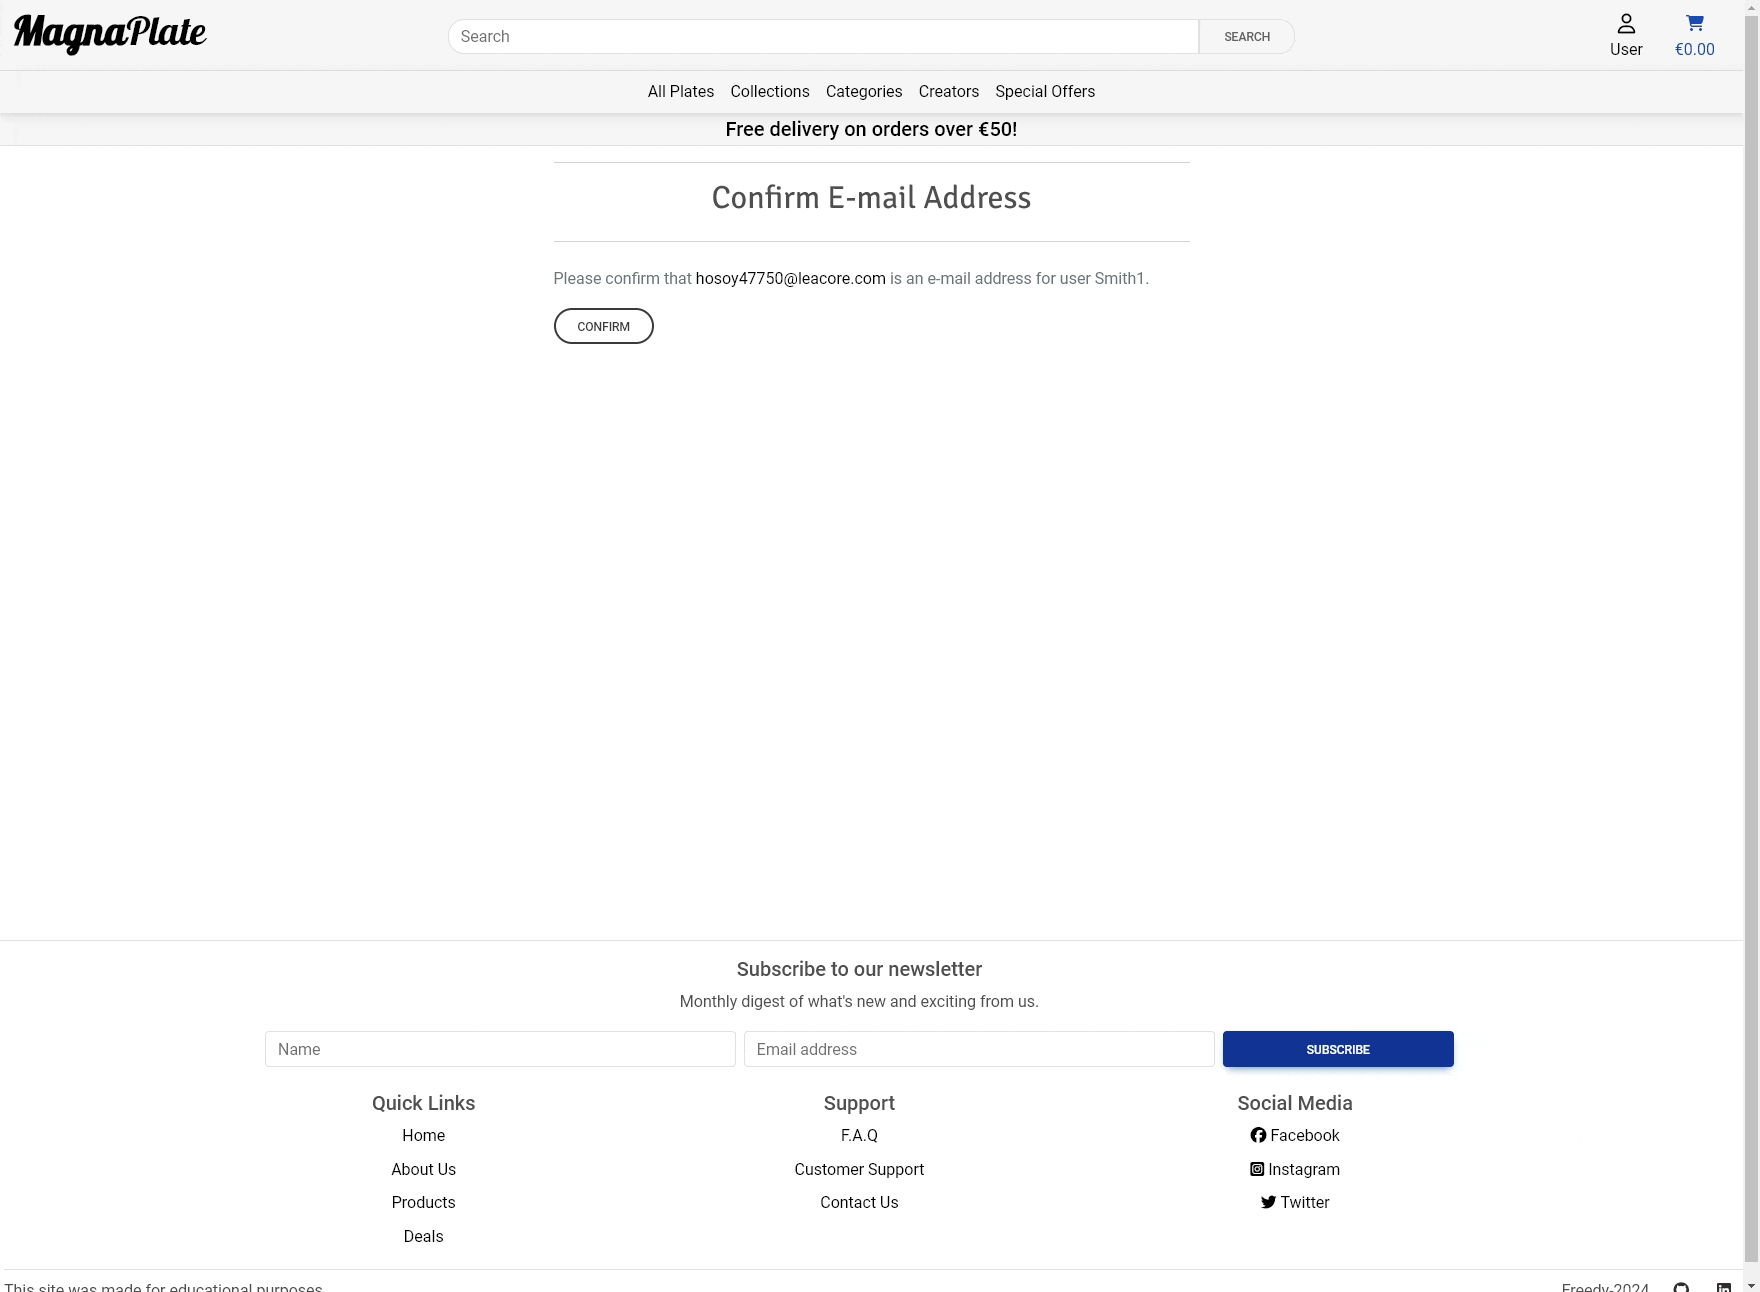 MagnaPlate
Search
SEARCH
User
€0.00
All Plates
Collections
Categories
Creators
Special Offers
Free delivery on orders over €50!
Confirm E-mail Address
Please confirm that hosoy47750@leacore.com is an e-mail address for user Smith1.
CONFIRM
Subscribe to our newsletter
Monthly digest of what's new and exciting from us.
Name
Email address
SUBSCRIBE
Quick Links
Home
About Us
Products
Deals
Support
F.A.Q
Customer Support
Contact Us
Social Media
Facebook
Instagram
Twitter
This site was made for educational purposes
Freedy-2024